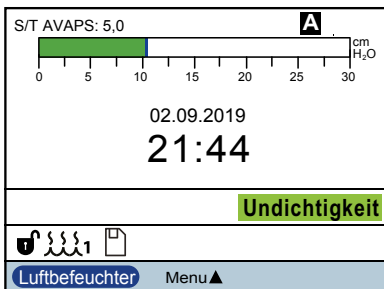 S/T AVAPS: 5,0 A
cm
H₂O
0 5 10 15 20 25 30
02.09.2019
21:44
Undichtigkeit
1
Luftbefeuchter Menu▲